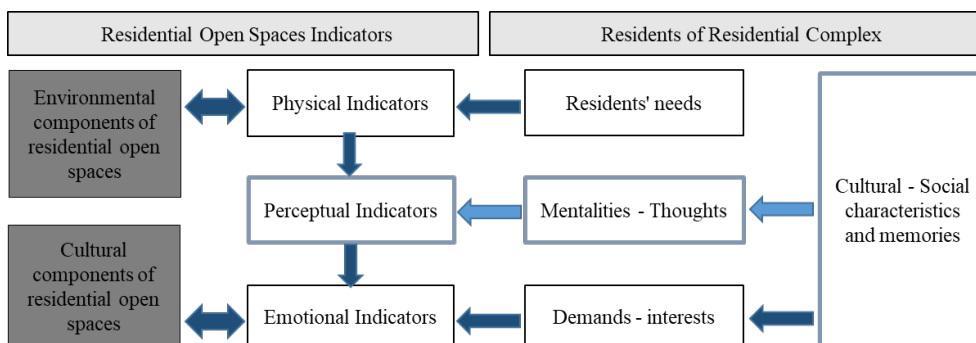 Residential Open Spaces Indicators
Residents of Residential Complex
Environmental
components of
residential open
spaces
Physical Indicators
Residents' needs
Perceptual Indicators
Mentalities - Thoughts
Cultural - Social
characteristics
and memories
Cultural
components of
residential open
spaces
Emotional Indicators
Demands - interests